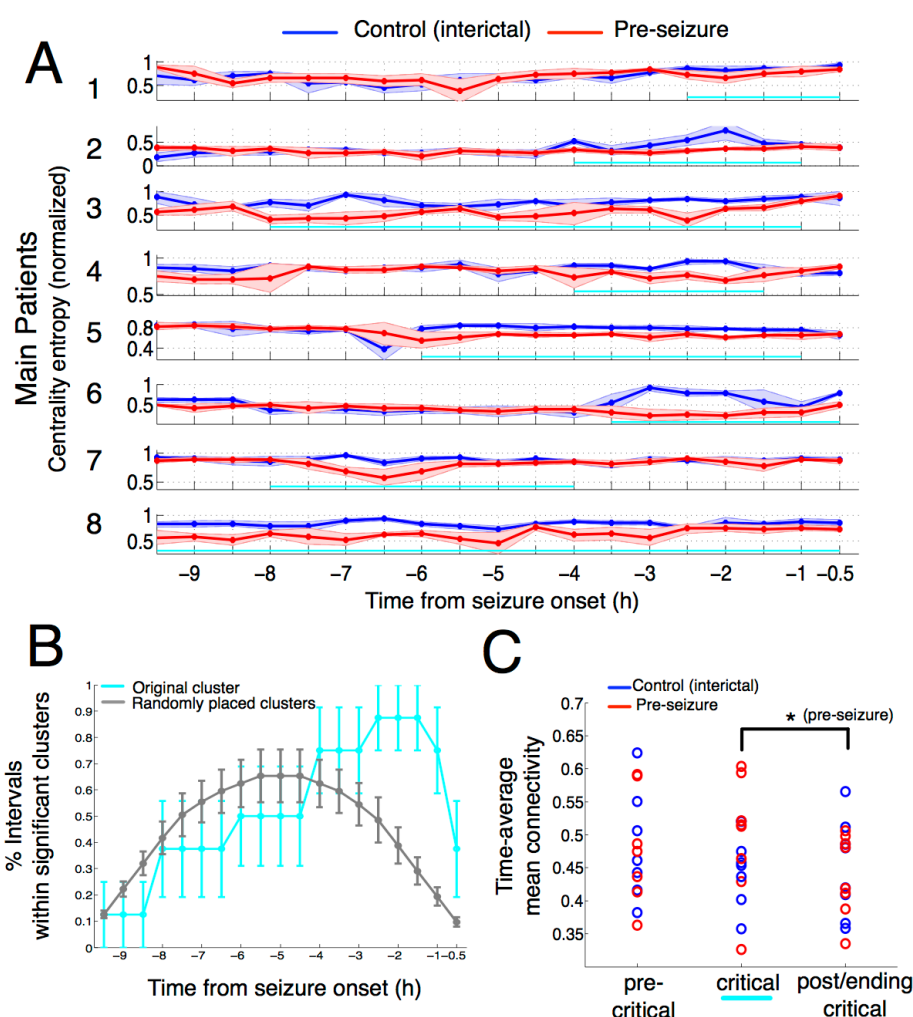 Control (interictal) Pre-seizure
A
Main Patients
Centrality entropy (normalized)
1
1
0.5
2
0.5
0
3
1
0.5
4
1
0.5
5
0.8
0.4
6
1
0.5
7
1
0.5
8
1
0.5
−9 −8 −7 −6 −5 −4 −3 −2 −1 −0.5
Time from seizure onset (h)
B
% Intervals
within significant clusters
Original cluster
Randomly placed clusters
1
0.9
0.8
0.7
0.6
0.5
0.4
0.3
0.2
0.1
0
−9 −8 −7 −6 −5 −4 −3 −2 −1 −0.5
Time from seizure onset (h)
C
Time-average
mean connectivity
Control (interictal)
Pre-seizure
* (pre-seizure)
0.7
0.65
0.6
0.55
0.5
0.45
0.4
0.35
pre-
critical
critical
post/ending
critical